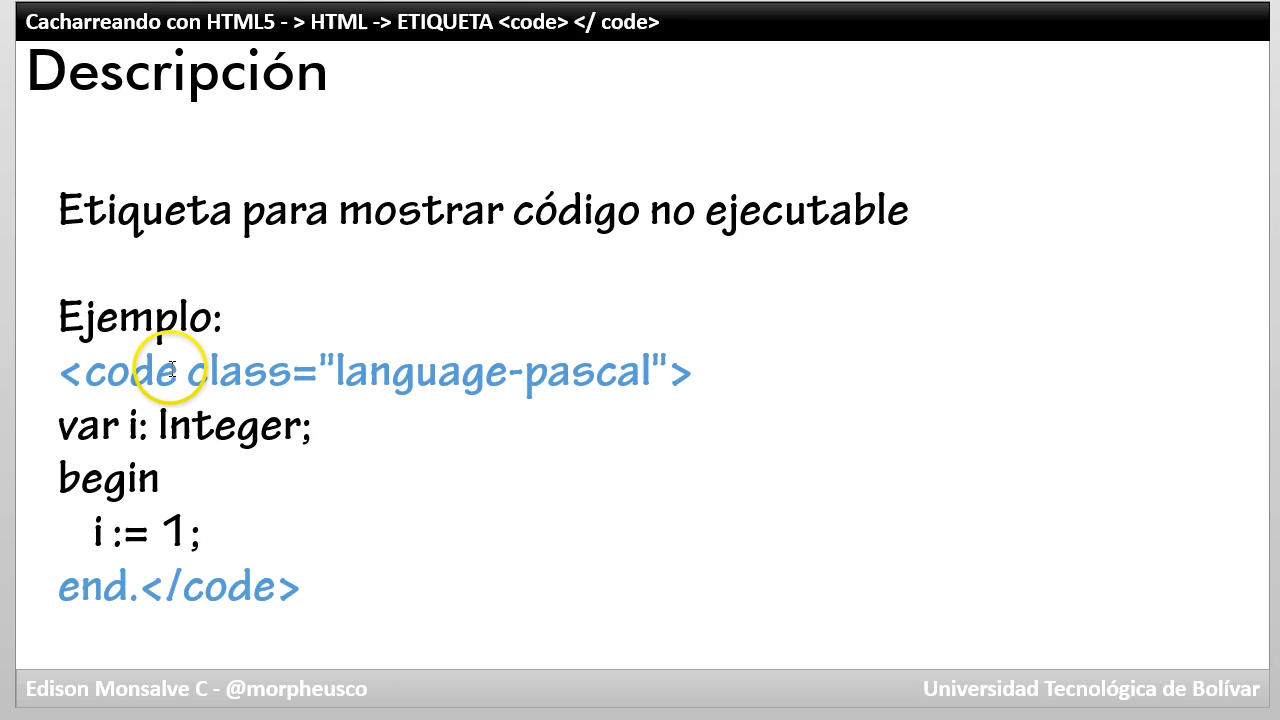 Cacharreando con HTML5 - > HTML -> ETIQUETA <code> </ code>
Descripción
Etiqueta para mostrar código no ejecutable
Ejemplo:
<code class="language-pascal">
var i: Integer;
begin
i := 1;
end.</code>
Edison Monsalve C - @morpheusco
Universidad Tecnológica de Bolívar